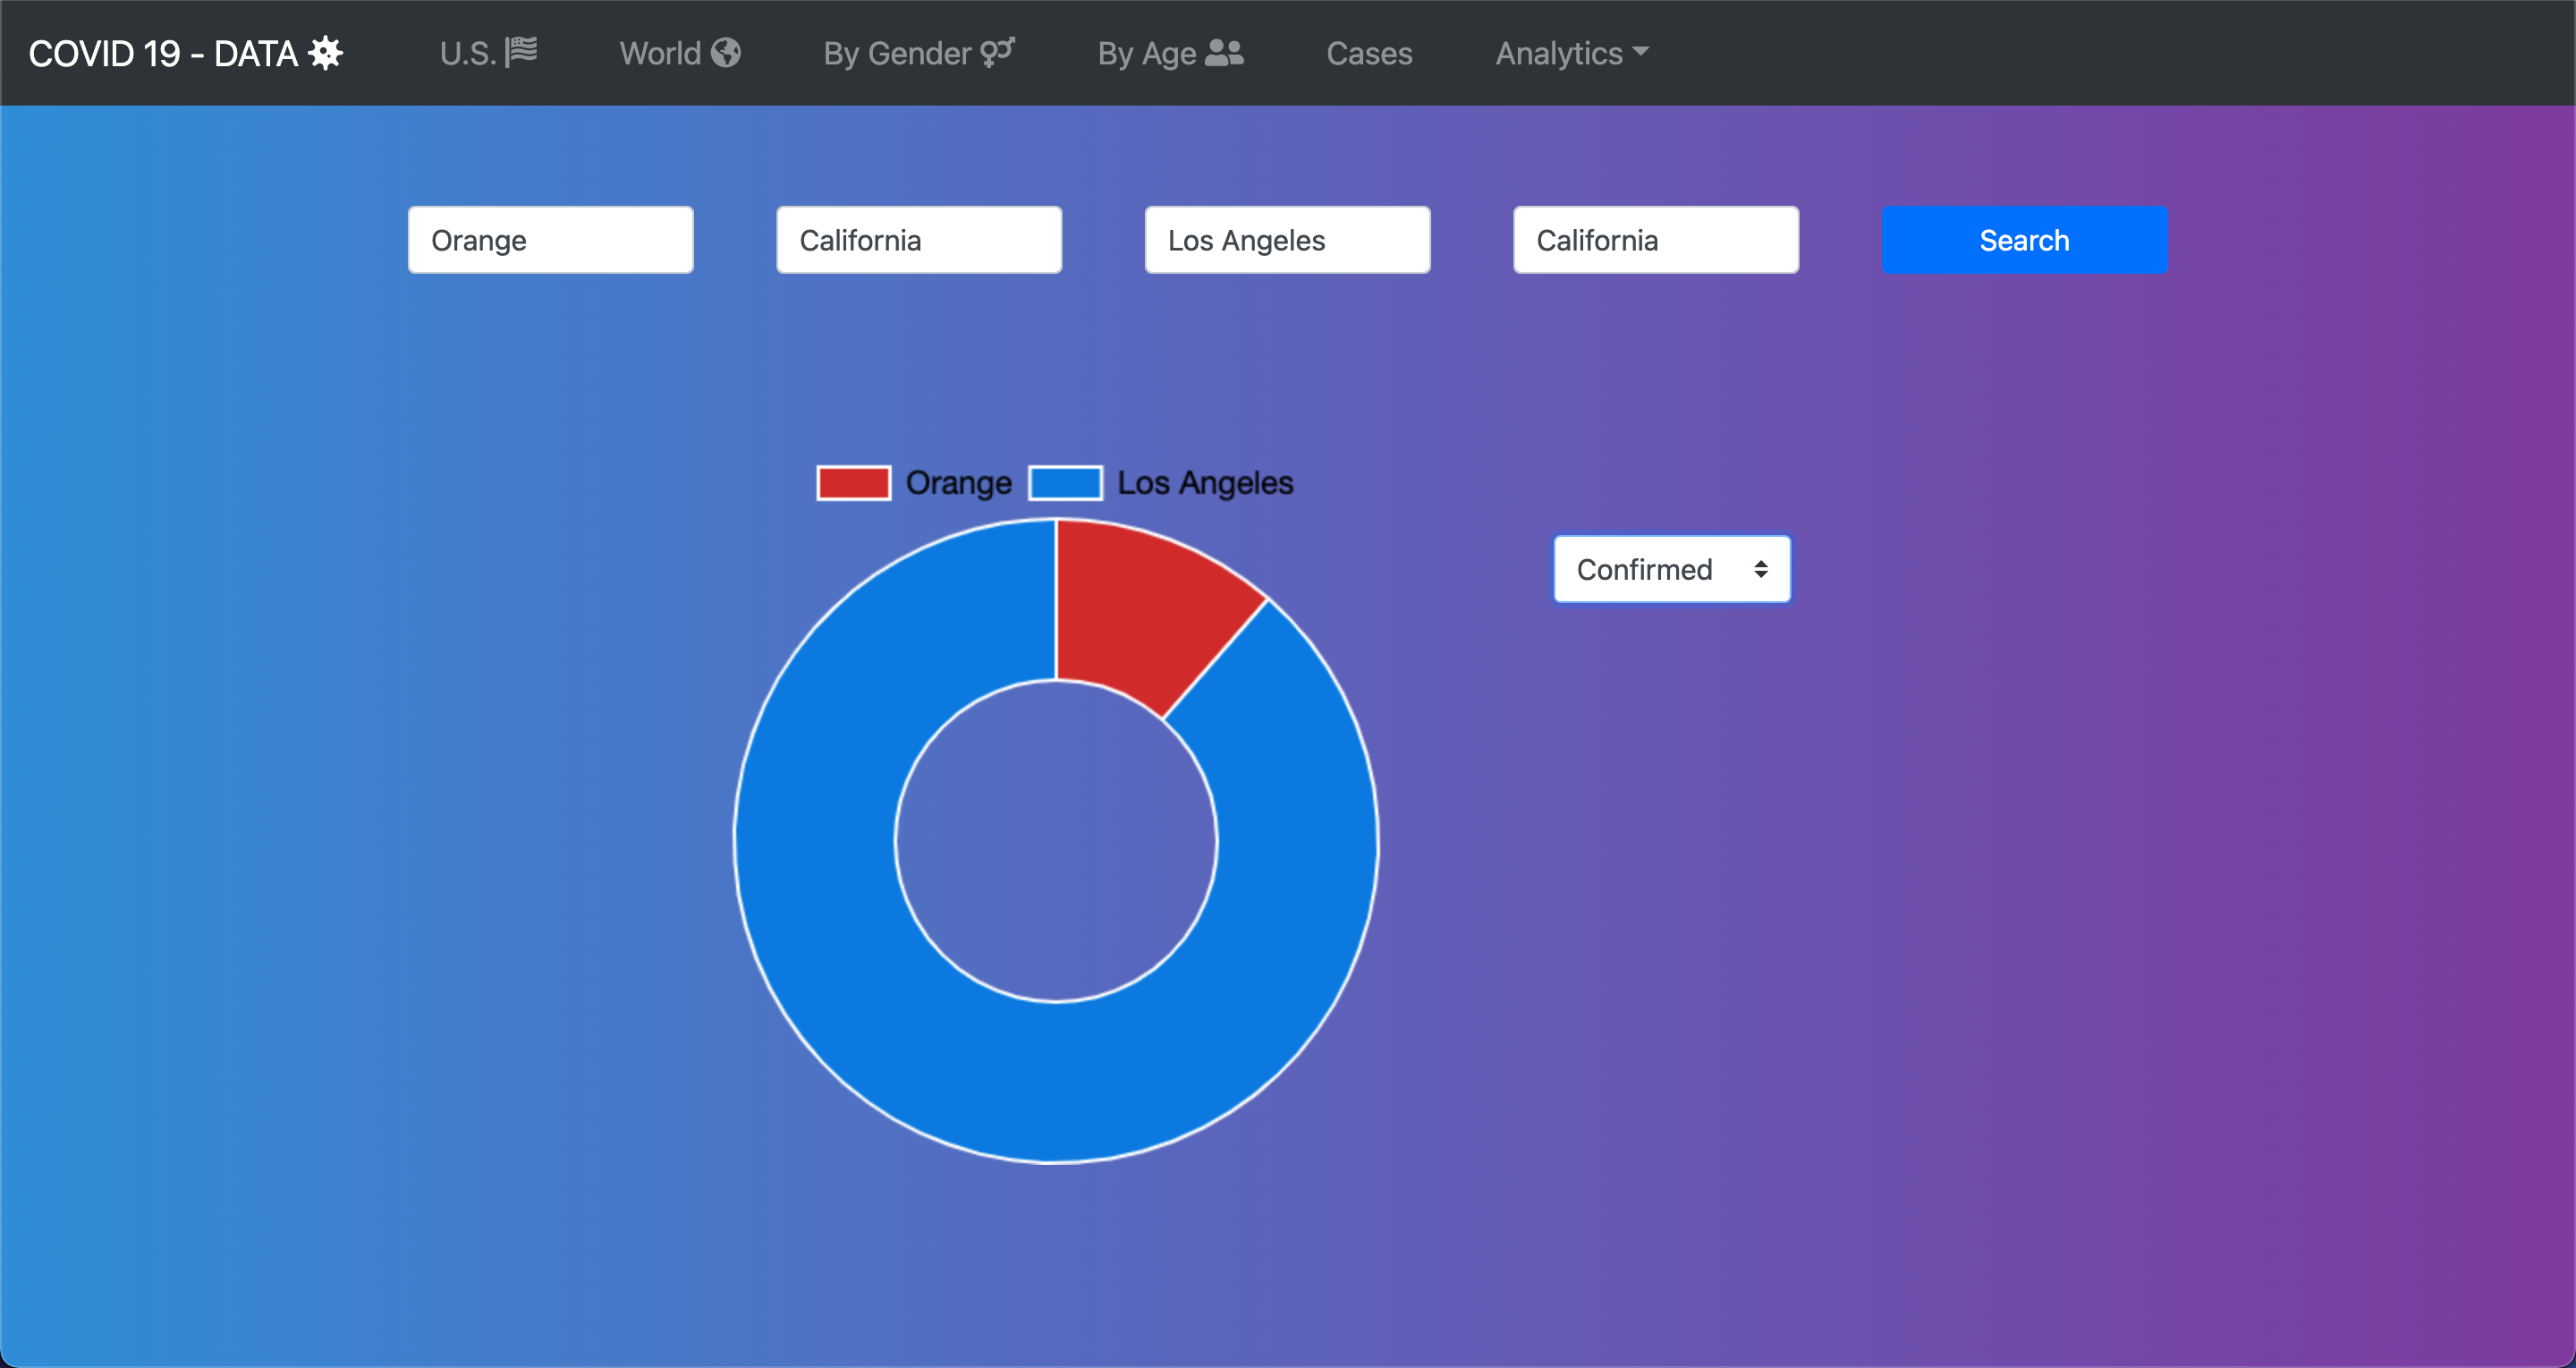 COVID 19 - DATA U.S. World By Gender By Age Cases Analytics
Orange California Los Angeles California Search
Orange Los Angeles
Confirmed